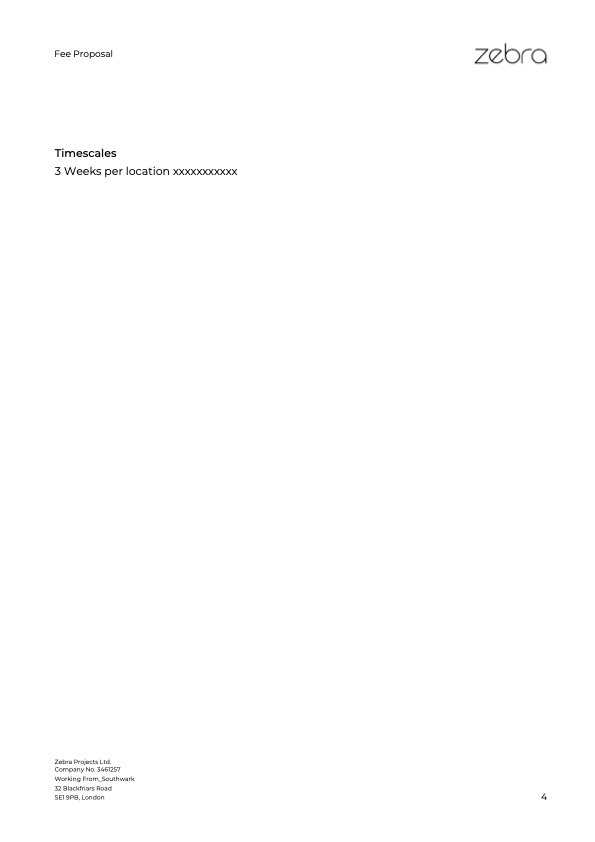 Fee Proposal
zebra
Timescales
3 Weeks per location xxxxxxxxxxx
Zebra Projects Ltd.
Company No. 3461257
Working From_Southwark
32 Blackfriars Road
SE1 9PB, London
4